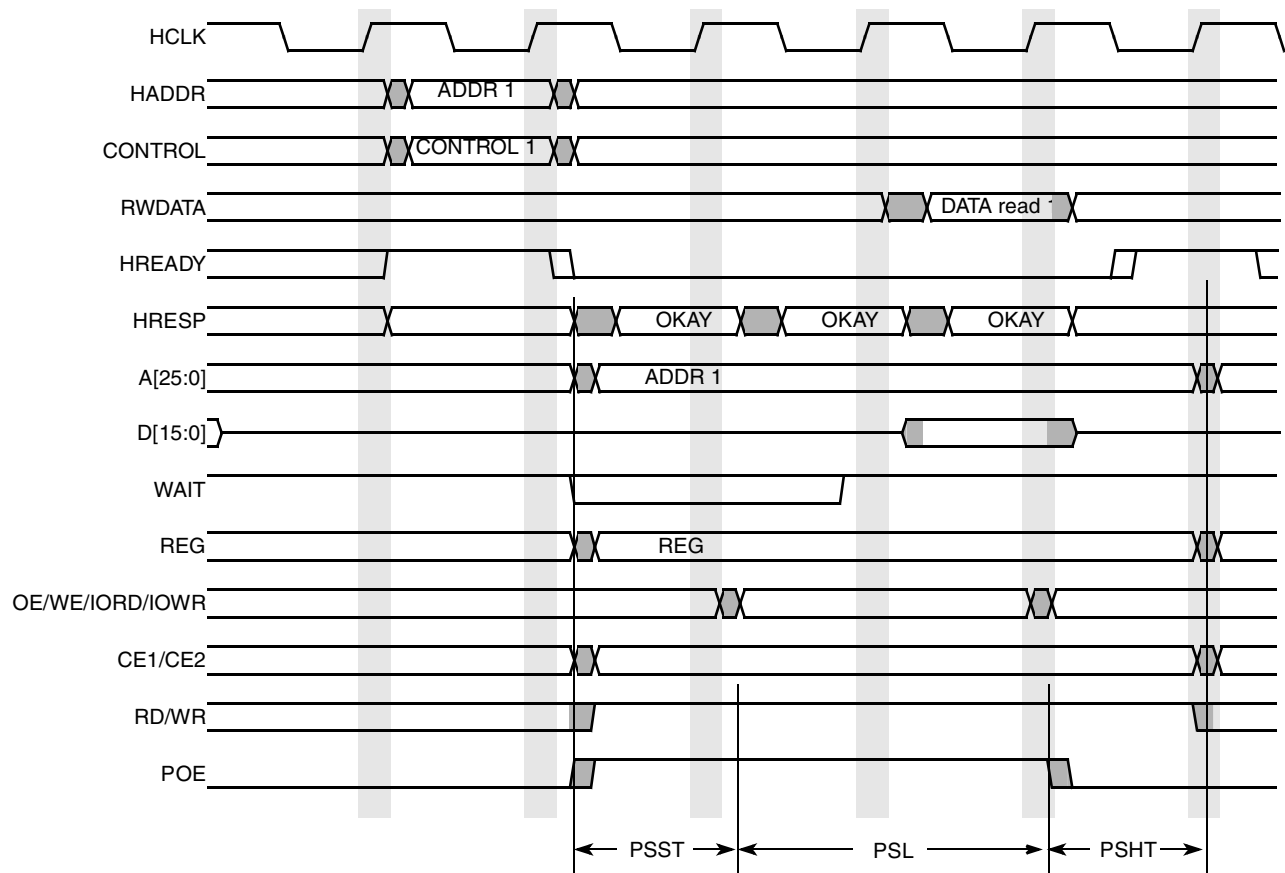 HCLK
HADDR ADDR 1
CONTROL CONTROL 1
RWDATA DATA read 1
HREADY
HRESP OKAY OKAY OKAY
A[25:0] ADDR 1
D[15:0]
WAIT
REG REG
OE/WE/IORD/IOWR
CE1/CE2
RD/WR
POE
PSST PSL PSHT